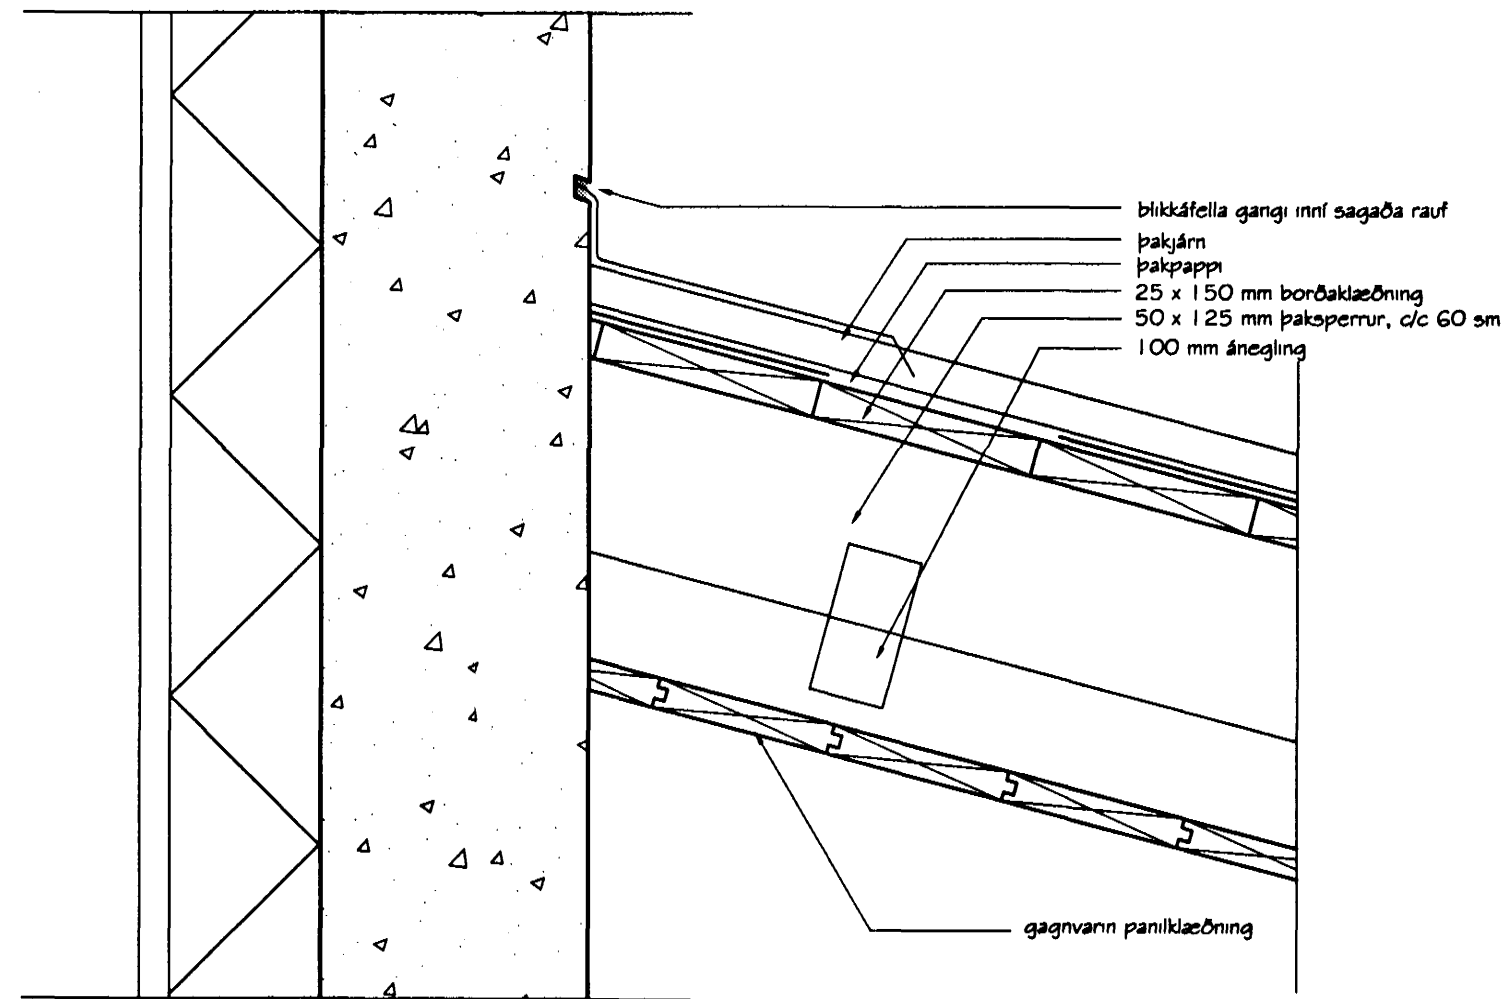 blikkáfella gangi inní sagaða rauf
þakjárn
þakpappi
25 x 150 mm borðaklæðning
50 x 125 mm þaksperrur, c/c 60 sm
100 mm ánegling
gagnvarin panilklæðning